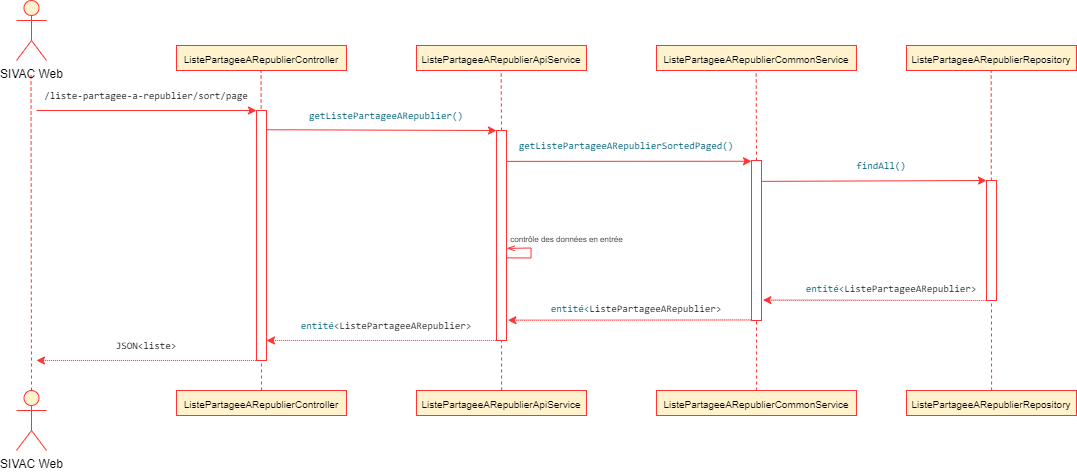 SIVAC Web
ListePartageeARepublierController
ListePartageeARepublierApiService
ListePartageeARepublierCommonService
ListePartageeARepublierRepository
/liste-partagee-a-republier/sort/page
getListePartageeARepublier()
getListePartageeARepublierSortedPaged()
findAll()
contrôle des données en entrée
entité<ListePartageeARepublier>
entité<ListePartageeARepublier>
entité<ListePartageeARepublier>
JSON<liste>
ListePartageeARepublierController
ListePartageeARepublierApiService
ListePartageeARepublierCommonService
ListePartageeARepublierRepository
SIVAC Web